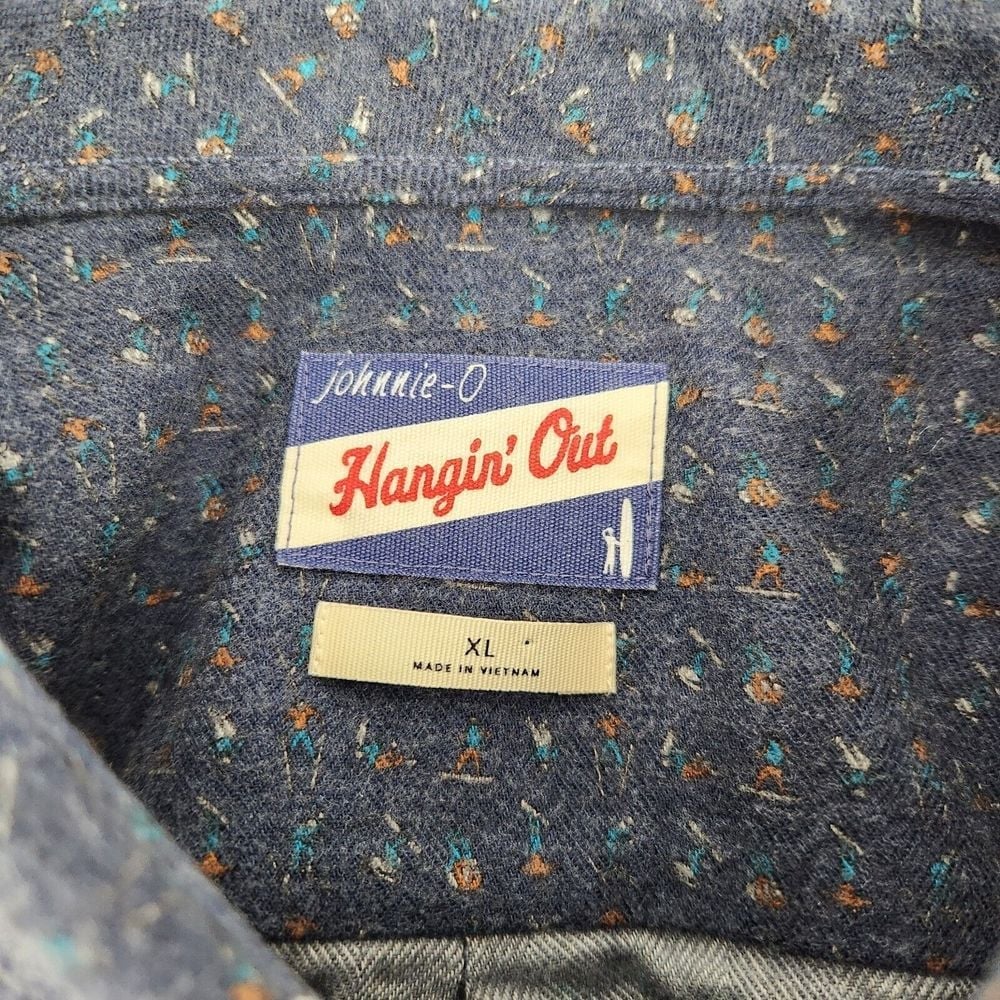 johnnie-O
Hangin' Out
XL
MADE IN VIETNAM